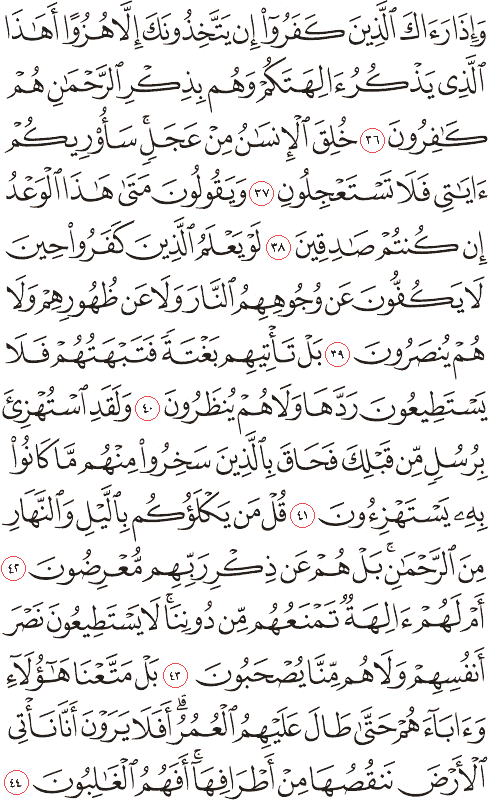 وَإِذَا رَءَاكَ ٱلَّذِينَ كَفَرُوٓا۟ إِن يَتَّخِذُونَكَ إِلَّا هُزُوًا أَهَٰذَا
ٱلَّذِى يَذْكُرُ ءَالِهَتَكُمْ وَهُم بِذِكْرِ ٱلرَّحْمَٰنِ هُمْ
كَٰفِرُونَ ٣٦ خُلِقَ ٱلْإِنسَٰنُ مِنْ عَجَلٍ ۚ سَأُو۟رِيكُمْ
ءَايَٰتِى فَلَا تَسْتَعْجِلُونِ ٣٧ وَيَقُولُونَ مَتَىٰ هَٰذَا ٱلْوَعْدُ
إِن كُنتُمْ صَٰدِقِينَ ٣٨ لَوْ يَعْلَمُ ٱلَّذِينَ كَفَرُوا۟ حِينَ
لَا يَكُفُّونَ عَن وُجُوهِهِمُ ٱلنَّارَ وَلَا عَن ظُهُورِهِمْ وَلَا
هُمْ يُنصَرُونَ ٣٩ بَلْ تَأْتِيهِم بَغْتَةً فَتَبْهَتُهُمْ فَلَا
يَسْتَطِيعُونَ رَدَّهَا وَلَا هُمْ يُنظَرُونَ ٤٠ وَلَقَدِ ٱسْتُهْزِئَ
بِرُسُلٍ مِّن قَبْلِكَ فَحَاقَ بِٱلَّذِينَ سَخِرُوا۟ مِنْهُم مَّا كَانُوا۟
بِهِۦ يَسْتَهْزِءُونَ ٤١ قُلْ مَن يَكْلَؤُكُم بِٱلَّيْلِ وَٱلنَّهَارِ
مِنَ ٱلرَّحْمَٰنِ ۗ بَلْ هُمْ عَن ذِكْرِ رَبِّهِم مُّعْرِضُونَ ٤٢
أَمْ لَهُمْ ءَالِهَةٌ تَمْنَعُهُم مِّن دُونِنَا ۚ لَا يَسْتَطِيعُونَ نَصْرَ
أَنفُسِهِمْ وَلَا هُم مِّنَّا يُصْحَبُونَ ٤٣ بَلْ مَتَّعْنَا هَٰٓؤُلَآءِ
وَءَابَآءَهُمْ حَتَّىٰ طَالَ عَلَيْهِمُ ٱلْعُمُرُ ۗ أَفَلَا يَرَوْنَ أَنَّا نَأْتِى
ٱلْأَرْضَ نَنقُصُهَا مِنْ أَطْرَافِهَآ ۚ أَفَهُمُ ٱلْغَٰلِبُونَ ٤٤